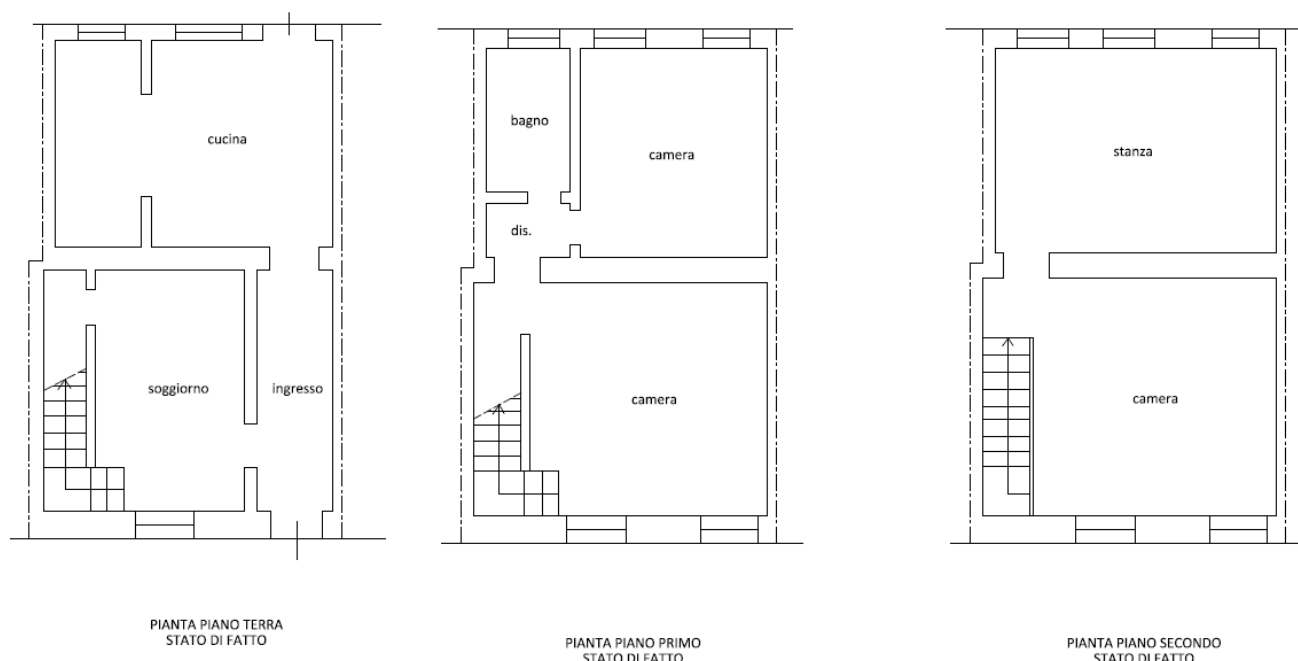 cucina
soggiorno
ingresso
PIANTA PIANO TERRA
STATO DI FATTO
bagno
camera
dis.
camera
PIANTA PIANO PRIMO
STATO DI FATTO
stanza
camera
PIANTA PIANO SECONDO
STATO DI FATTO